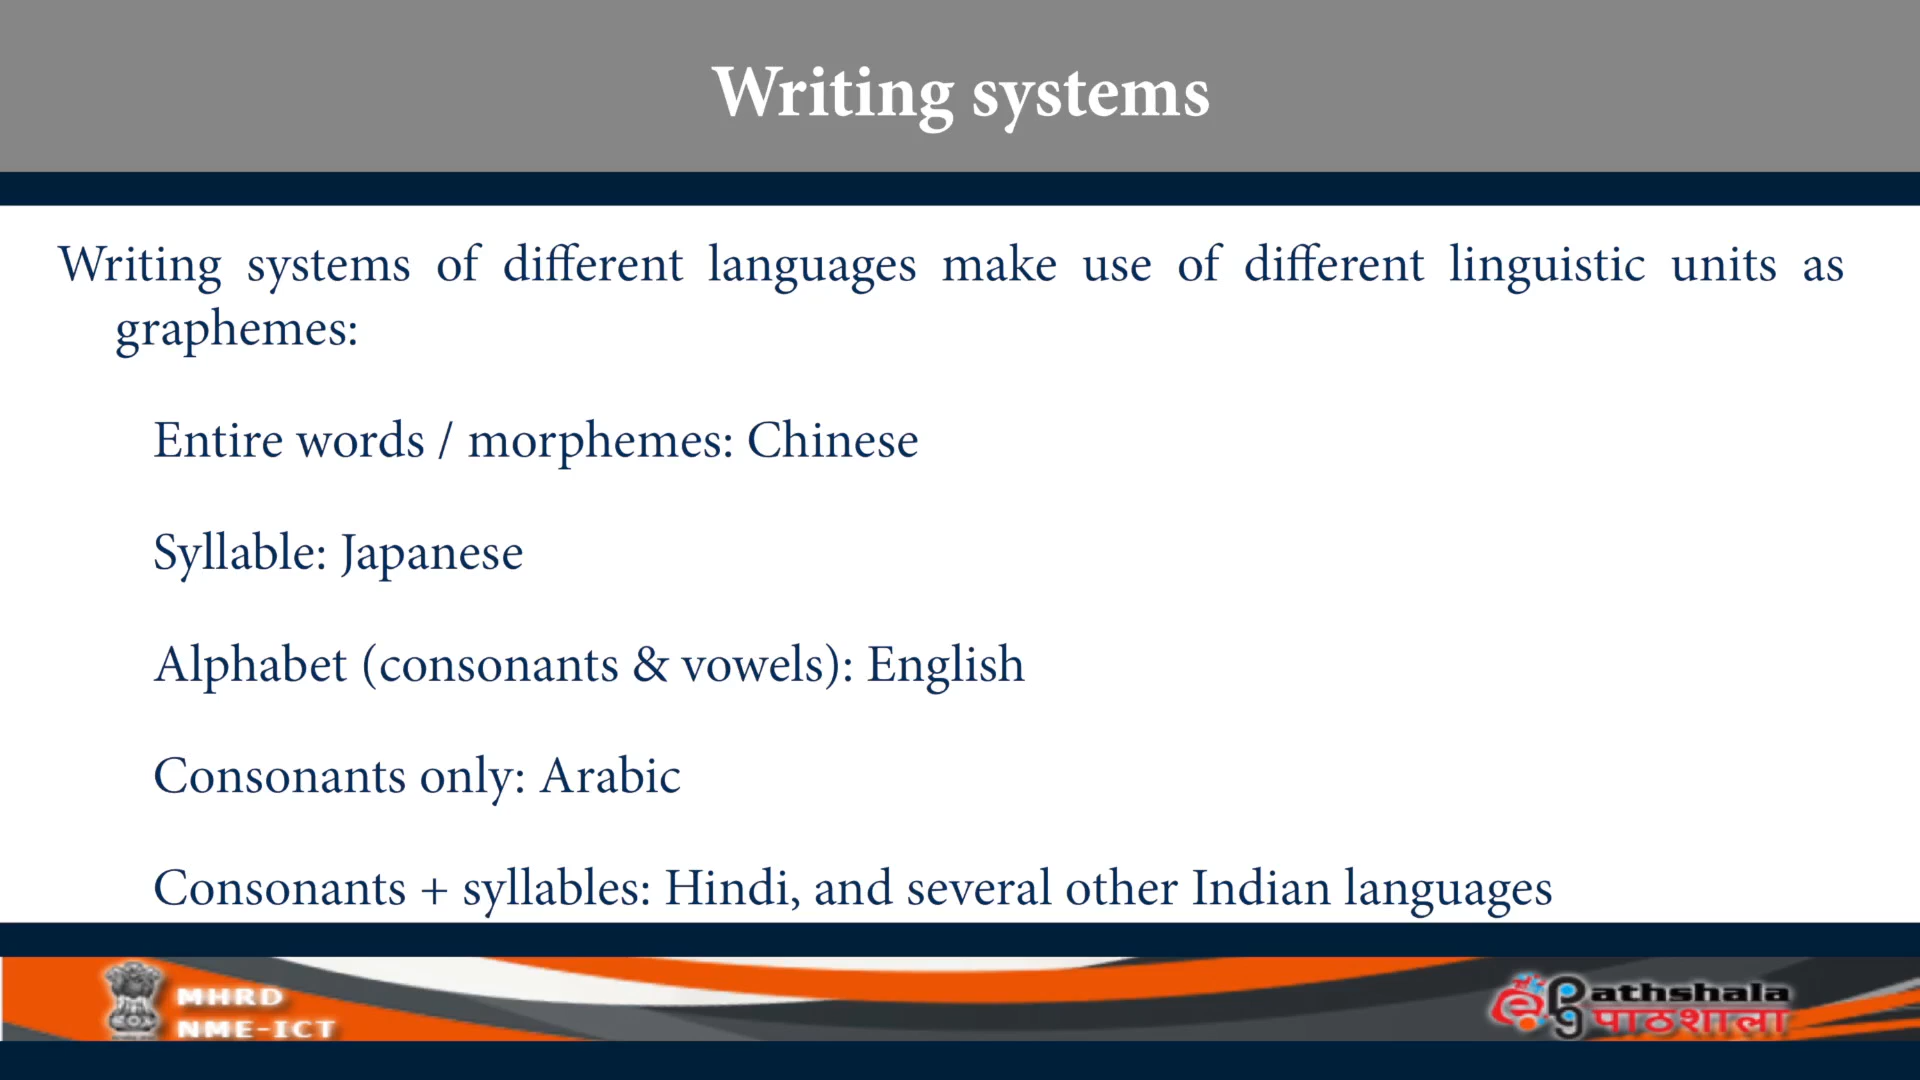 Writing systems
Writing systems of different languages make use of different linguistic units as
graphemes:
Entire words / morphemes: Chinese
Syllable: Japanese
Alphabet (consonants & vowels): English
Consonants only: Arabic
Consonants + syllables: Hindi, and several other Indian languages
MHRD
NME-ICT
ePathshala
पाठशाला